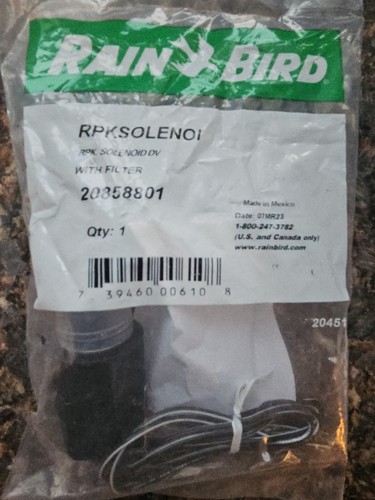 RAIN BIRD
RPKSOLENOI
RPK SOLENOID DV
WITH FILTER
20858801
Qty: 1
Made in Mexico
Date: 07MR23
1-800-247-3782
(U.S. and Canada only)
www.rainbird.com
7 39460 00610 8
20451